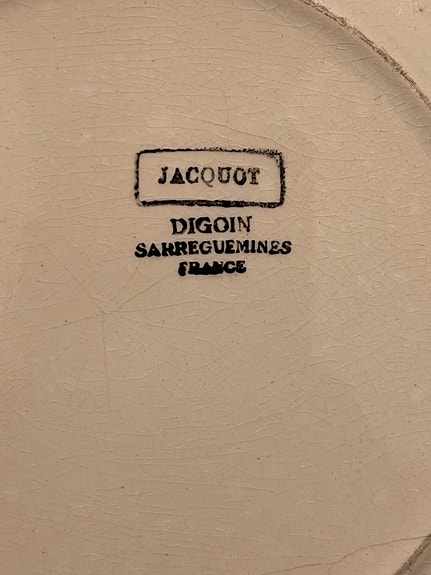 JACQUOT
DIGOIN
SARREGUEMINES
FRANCE